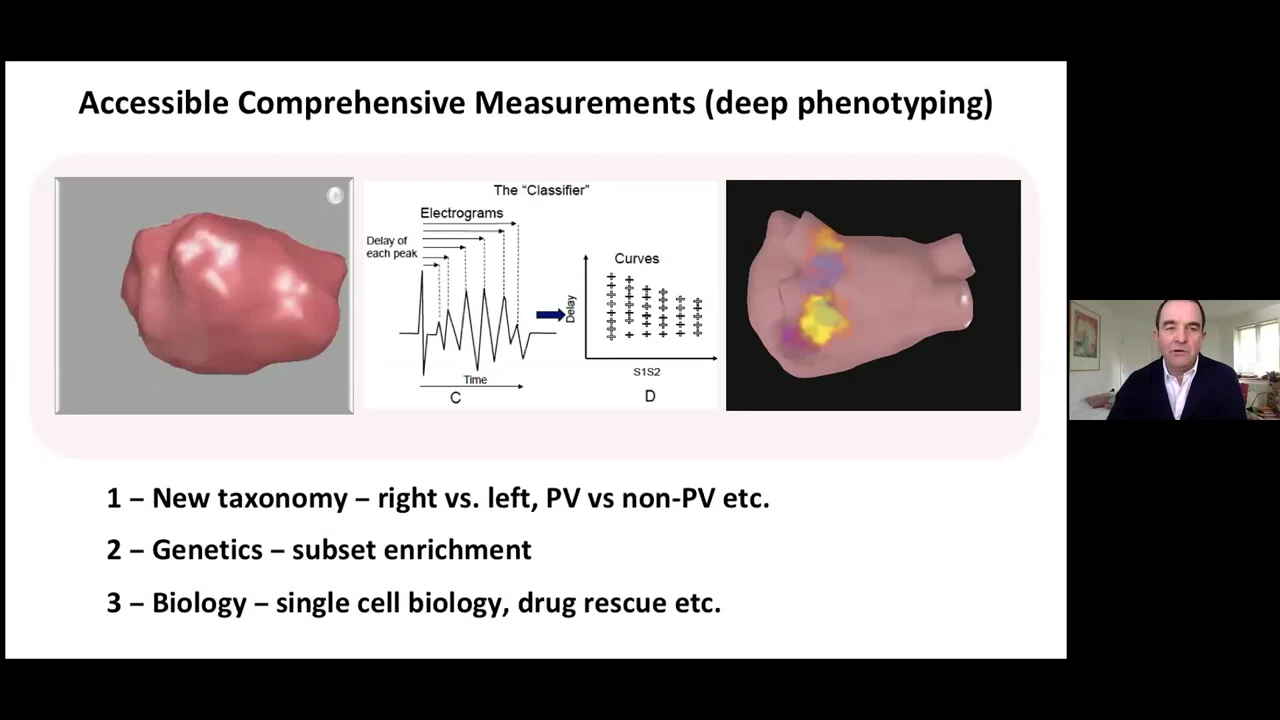 Accessible Comprehensive Measurements (deep phenotyping)
The “Classifier”
Electrograms
Delay of
each peak
Time
C
Curves
Delay
S1S2
D
1 – New taxonomy – right vs. left, PV vs non-PV etc.
2 – Genetics – subset enrichment
3 – Biology – single cell biology, drug rescue etc.